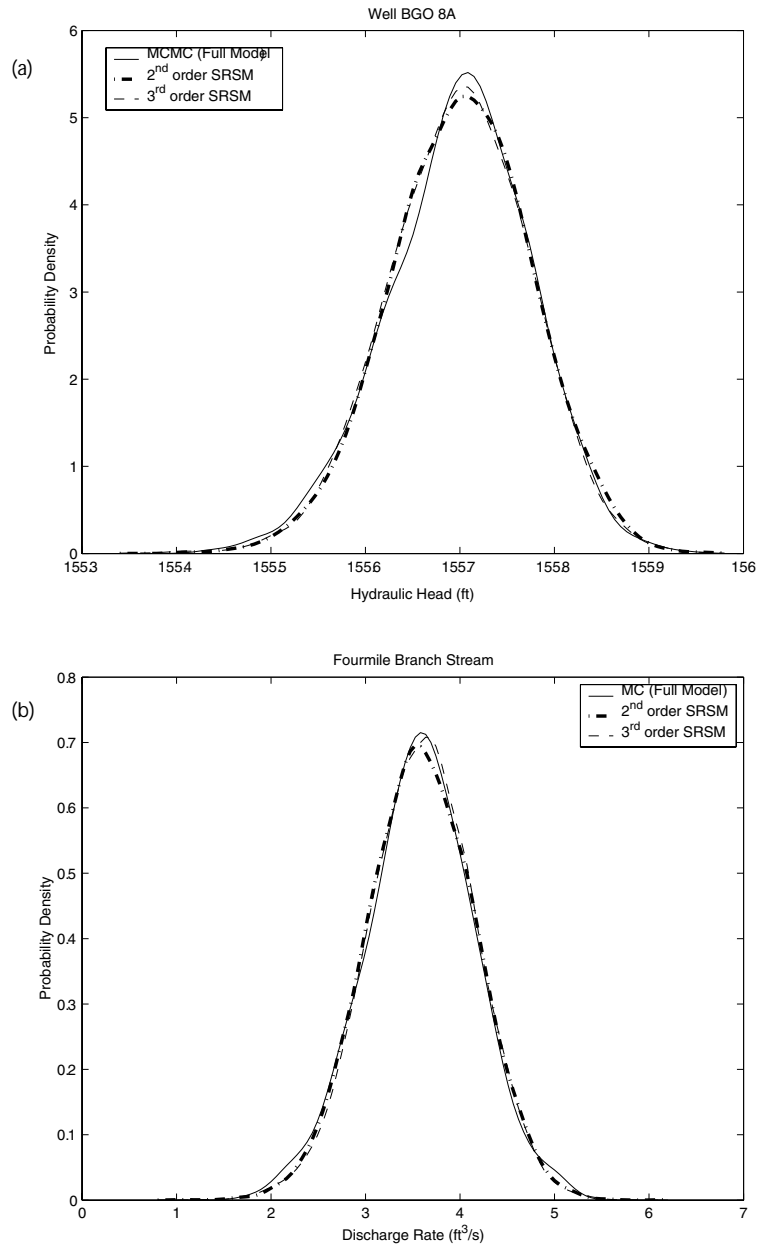 Well BGO 8A
(a)
MCMC (Full Model)
2nd order SRSM
3rd order SRSM
6
5
4
3
2
1
0
Probability Density
1553 1554 1555 1556 1557 1558 1559 156
Hydraulic Head (ft)
Fourmile Branch Stream
(b)
MC (Full Model)
2nd order SRSM
3rd order SRSM
0.8
0.7
0.6
0.5
0.4
0.3
0.2
0.1
0
Probability Density
0 1 2 3 4 5 6 7
Discharge Rate (ft3/s)